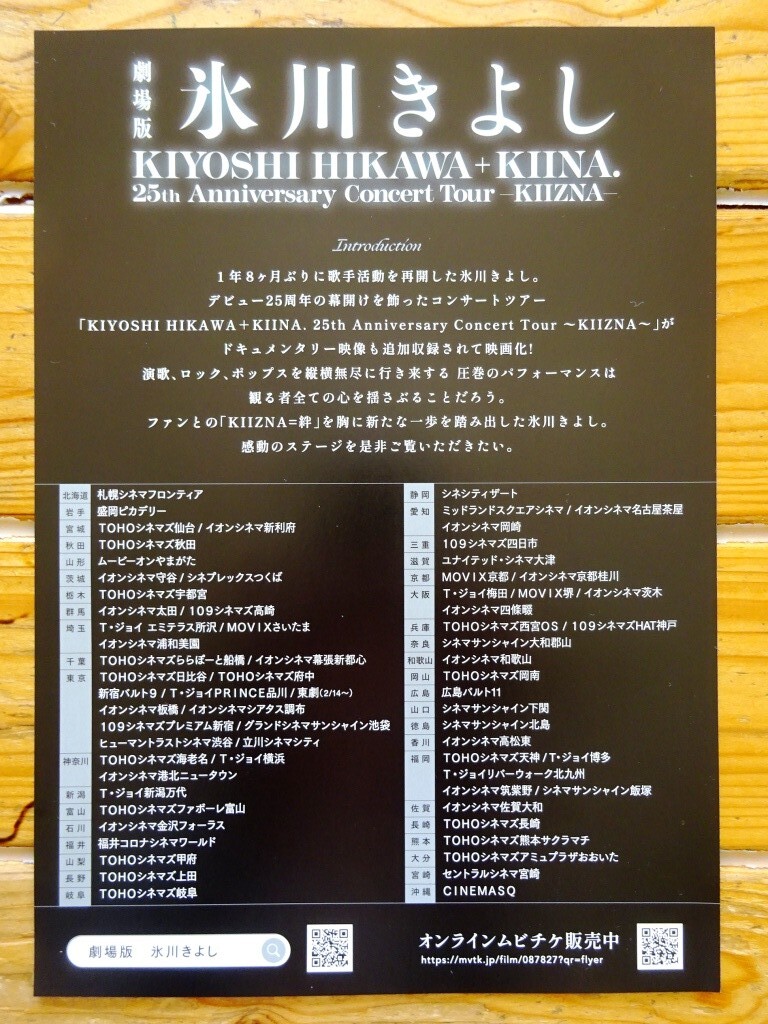 劇場版
氷川きよし
KIYOSHI HIKAWA+KIINA.
25th Anniversary Concert Tour –KIIZNA–
Introduction
1年8ヶ月ぶりに歌手活動を再開した氷川きよし。
デビュー25周年の幕開けを飾ったコンサートツアー
「KIYOSHI HIKAWA+KIINA. 25th Anniversary Concert Tour ～KIIZNA～」が
ドキュメンタリー映像も追加収録されて映画化!
演歌、ロック、ポップスを縦横無尽に行き来する 圧巻のパフォーマンスは
観る者全ての心を揺さぶることだろう。
ファンとの「KIIZNA=絆」を胸に新たな一歩を踏み出した氷川きよし。
感動のステージを是非ご覧いただきたい。
北海道 札幌シネマフロンティア
岩手 盛岡ピカデリー
宮城 TOHOシネマズ仙台 / イオンシネマ新利府
秋田 TOHOシネマズ秋田
山形 ムービーオンやまがた
茨城 イオンシネマ守谷 / シネプレックスつくば
栃木 TOHOシネマズ宇都宮
群馬 イオンシネマ太田 / 109シネマズ高崎
埼玉 T・ジョイ エミテラス所沢 / MOVIXさいたま
イオンシネマ浦和美園
千葉 TOHOシネマズららぽーと船橋 / イオンシネマ幕張新都心
東京 TOHOシネマズ日比谷 / TOHOシネマズ府中
新宿バルト9 / T・ジョイPRINCE品川 / 東劇(2/14～)
イオンシネマ板橋 / イオンシネマシアタス調布
109シネマズプレミアム新宿 / グランドシネマサンシャイン池袋
ヒューマントラストシネマ渋谷 / 立川シネマシティ
神奈川 TOHOシネマズ海老名 / T・ジョイ横浜
イオンシネマ港北ニュータウン
新潟 T・ジョイ新潟万代
富山 TOHOシネマズファボーレ富山
石川 イオンシネマ金沢フォーラス
福井 福井コロナシネマワールド
山梨 TOHOシネマズ甲府
長野 TOHOシネマズ上田
岐阜 TOHOシネマズ岐阜
静岡 シネシティザート
愛知 ミッドランドスクエアシネマ / イオンシネマ名古屋茶屋
イオンシネマ岡崎
三重 109シネマズ四日市
滋賀 ユナイテッド・シネマ大津
京都 MOVIX京都 / イオンシネマ京都桂川
大阪 T・ジョイ梅田 / MOVIX堺 / イオンシネマ茨木
イオンシネマ四條畷
兵庫 TOHOシネマズ西宮OS / 109シネマズHAT神戸
奈良 シネマサンシャイン大和郡山
和歌山 イオンシネマ和歌山
岡山 TOHOシネマズ岡南
広島 広島バルト11
山口 シネマサンシャイン下関
徳島 シネマサンシャイン北島
香川 イオンシネマ高松東
福岡 TOHOシネマズ天神 / T・ジョイ博多
T・ジョイリバーウォーク北九州
イオンシネマ筑紫野 / シネマサンシャイン飯塚
佐賀 イオンシネマ佐賀大和
長崎 TOHOシネマズ長崎
熊本 TOHOシネマズ熊本サクラマチ
大分 TOHOシネマズアミュプラザおおいた
宮崎 セントラルシネマ宮崎
沖縄 CINEMASQ
劇場版 氷川きよし
オンラインムビチケ販売中
https://mvtk.jp/film/087827?qr=flyer